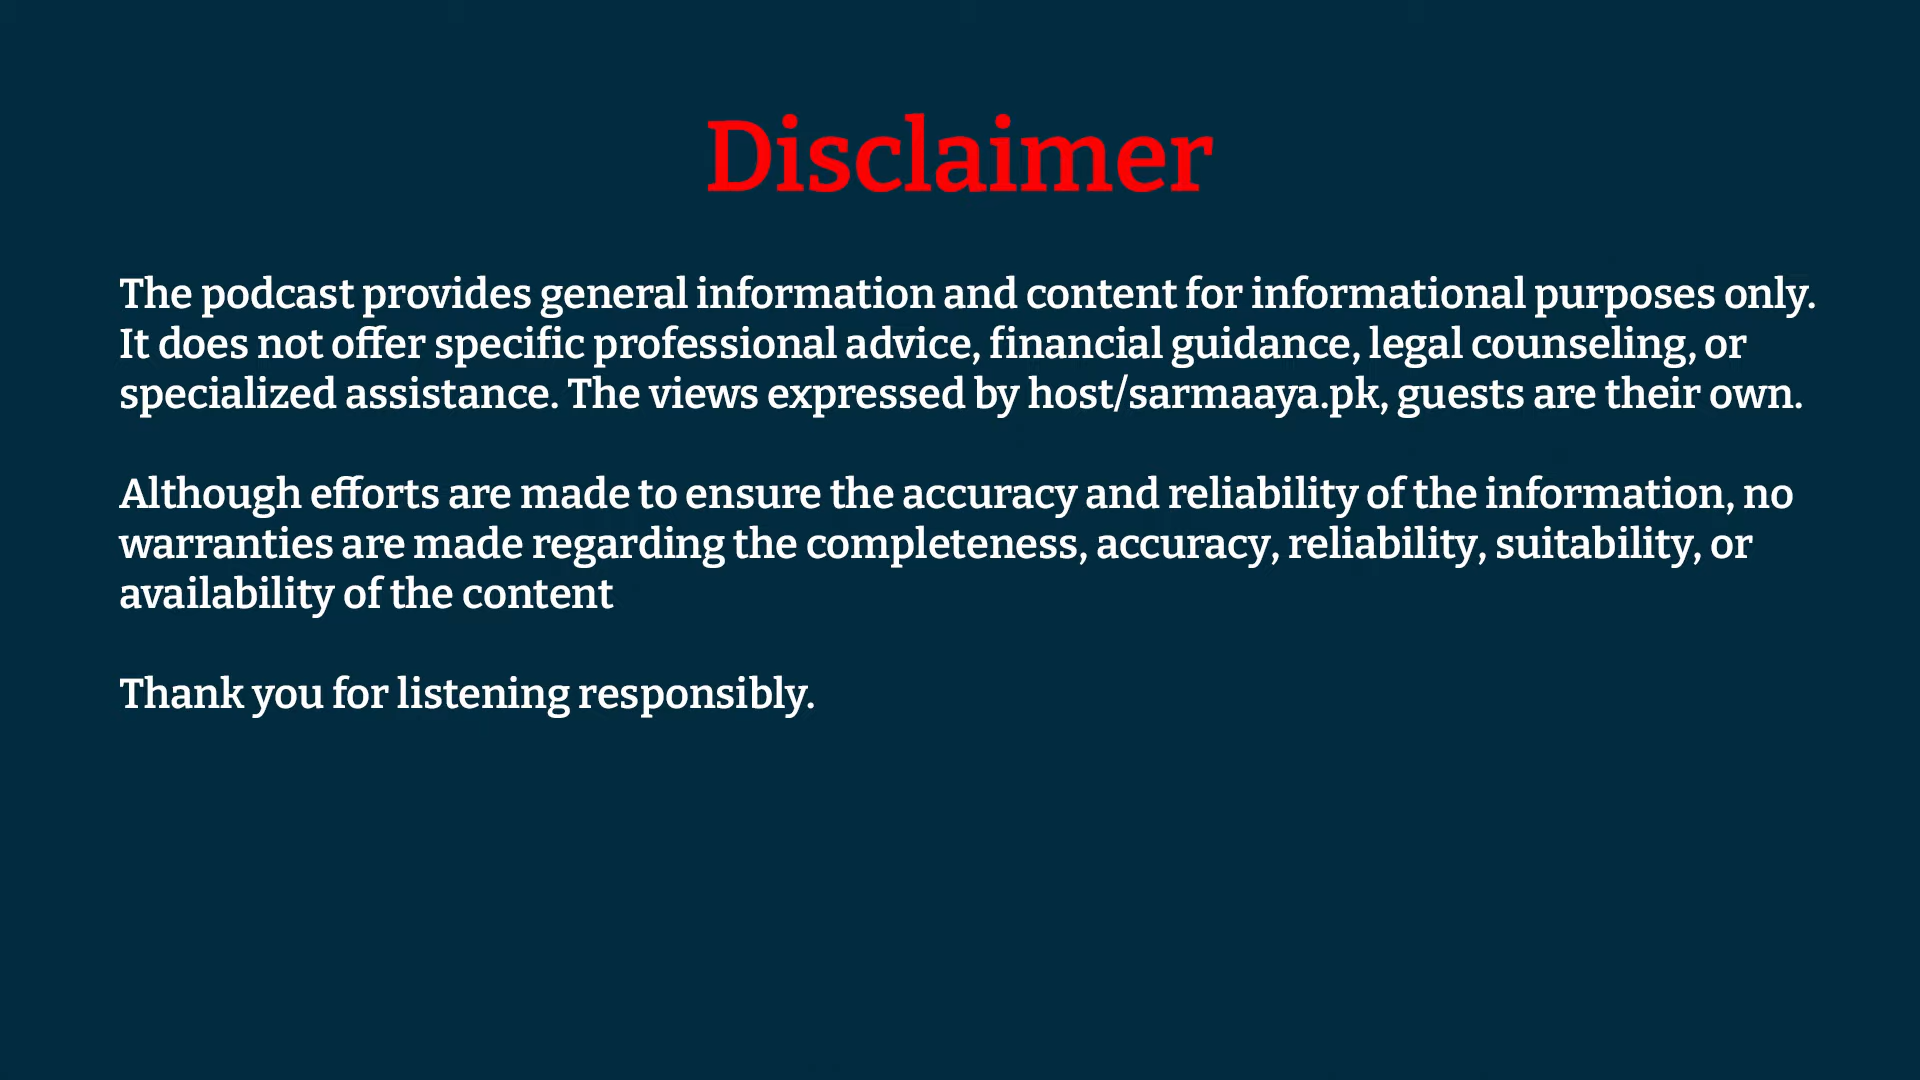 Disclaimer
The podcast provides general information and content for informational purposes only.
It does not offer specific professional advice, financial guidance, legal counseling, or
specialized assistance. The views expressed by host/sarmaaya.pk, guests are their own.
Although efforts are made to ensure the accuracy and reliability of the information, no
warranties are made regarding the completeness, accuracy, reliability, suitability, or
availability of the content
Thank you for listening responsibly.